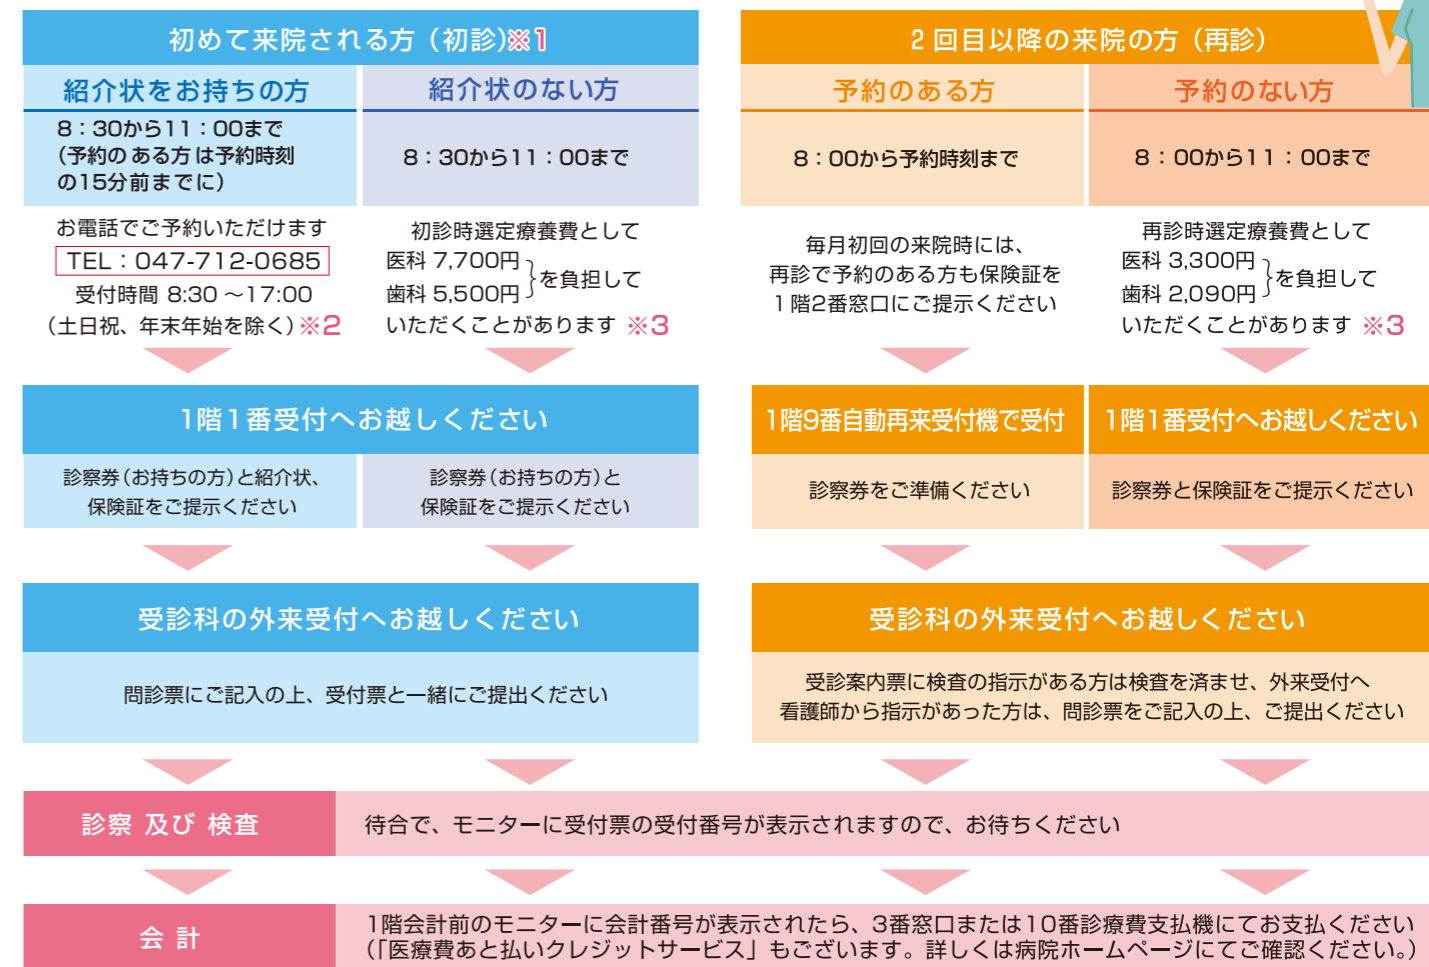 初めて来院される方（初診）※1
紹介状をお持ちの方
8：30から11：00まで
（予約のある方は予約時刻
の15分前までに）
お電話でご予約いただけます
TEL：047-712-0685
受付時間 8:30 ～17:00
（土日祝、年末年始を除く）※2
紹介状のない方
8：30から11：00まで
初診時選定療養費として
医科 7,700円
歯科 5,500円
}を負担して
いただくことがあります ※3
1階1番受付へお越しください
診察券（お持ちの方）と紹介状、
保険証をご提示ください
診察券（お持ちの方）と
保険証をご提示ください
受診科の外来受付へお越しください
問診票にご記入の上、受付票と一緒にご提出ください
2回目以降の来院の方（再診）
予約のある方
8：00から予約時刻まで
毎月初回の来院時には、
再診で予約のある方も保険証を
1階2番窓口にご提示ください
予約のない方
8：00から11：00まで
再診時選定療養費として
医科 3,300円
歯科 2,090円
}を負担して
いただくことがあります ※3
1階9番自動再来受付機で受付
診察券をご準備ください
1階1番受付へお越しください
診察券と保険証をご提示ください
受診科の外来受付へお越しください
受診案内票に検査の指示がある方は検査を済ませ、外来受付へ
看護師から指示があった方は、問診票をご記入の上、ご提出ください
診察 及び 検査
待合で、モニターに受付票の受付番号が表示されますので、お待ちください
会 計
1階会計前のモニターに会計番号が表示されたら、3番窓口または10番診療費支払機にてお支払ください
（「医療費あと払いクレジットサービス」もございます。詳しくは病院ホームページにてご確認ください。）